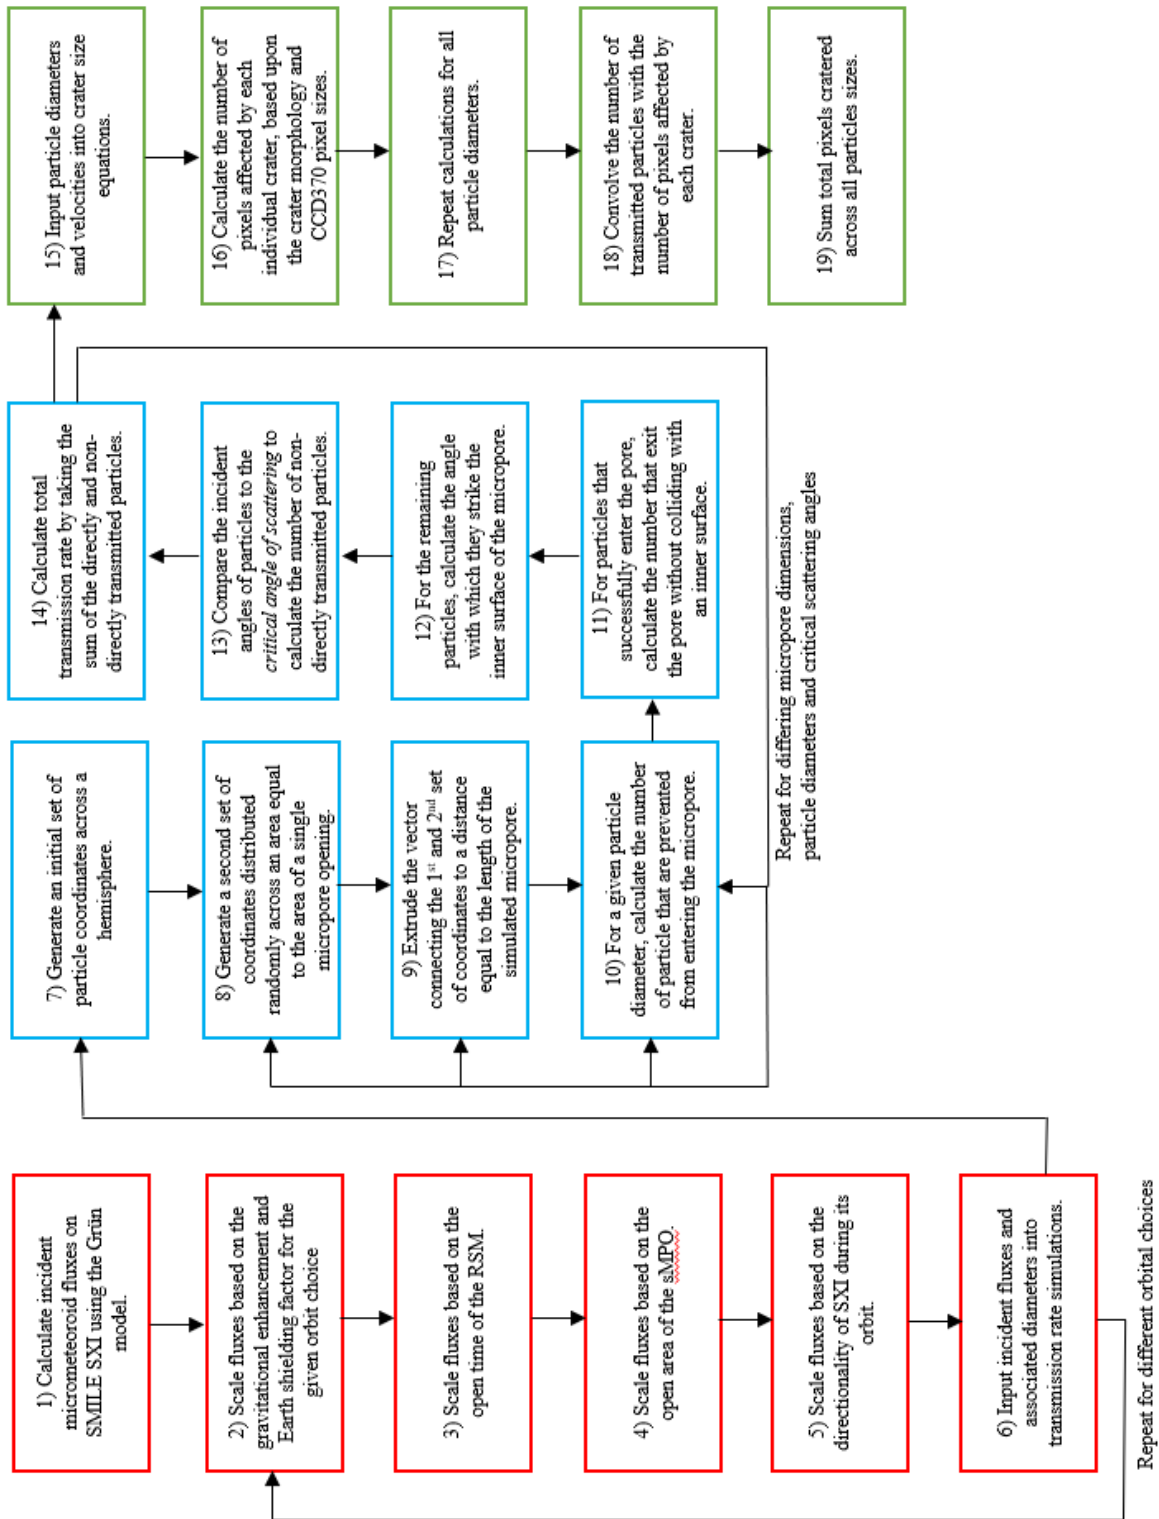 1) Calculate incident
micrometeoroid fluxes on
SMILE SXI using the Grün
model.
2) Scale fluxes based on the
gravitational enhancement and
Earth shielding factor for the
given orbit choice
3) Scale fluxes based on the
open time of the RSM.
4) Scale fluxes based on the
open area of the sMPO.
5) Scale fluxes based on the
directionality of SXI during its
orbit.
6) Input incident fluxes and
associated diameters into
transmission rate simulations.
Repeat for different orbital choices
7) Generate an initial set of
particle coordinates across a
hemisphere.
8) Generate a second set of
coordinates distributed
randomly across an area equal
to the area of a single
micropore opening.
9) Extrude the vector
connecting the 1st and 2nd set
of coordinates to a distance
equal to the length of the
simulated micropore.
10) For a given particle
diameter, calculate the number
of particle that are prevented
from entering the micropore.
11) For particles that
successfully enter the pore,
calculate the number that exit
the pore without colliding with
an inner surface.
12) For the remaining
particles, calculate the angle
with which they strike the
inner surface of the micropore.
13) Compare the incident
angles of particles to the
critical angle of scattering to
calculate the number of non-
directly transmitted particles.
14) Calculate total
transmission rate by taking the
sum of the directly and non-
directly transmitted particles.
Repeat for differing micropore dimensions,
particle diameters and critical scattering angles
15) Input particle diameters
and velocities into crater size
equations.
16) Calculate the number of
pixels affected by each
individual crater, based upon
the crater morphology and
CCD370 pixel sizes.
17) Repeat calculations for all
particle diameters.
18) Convolve the number of
transmitted particles with the
number of pixels affected by
each crater.
19) Sum total pixels cratered
across all particles sizes.